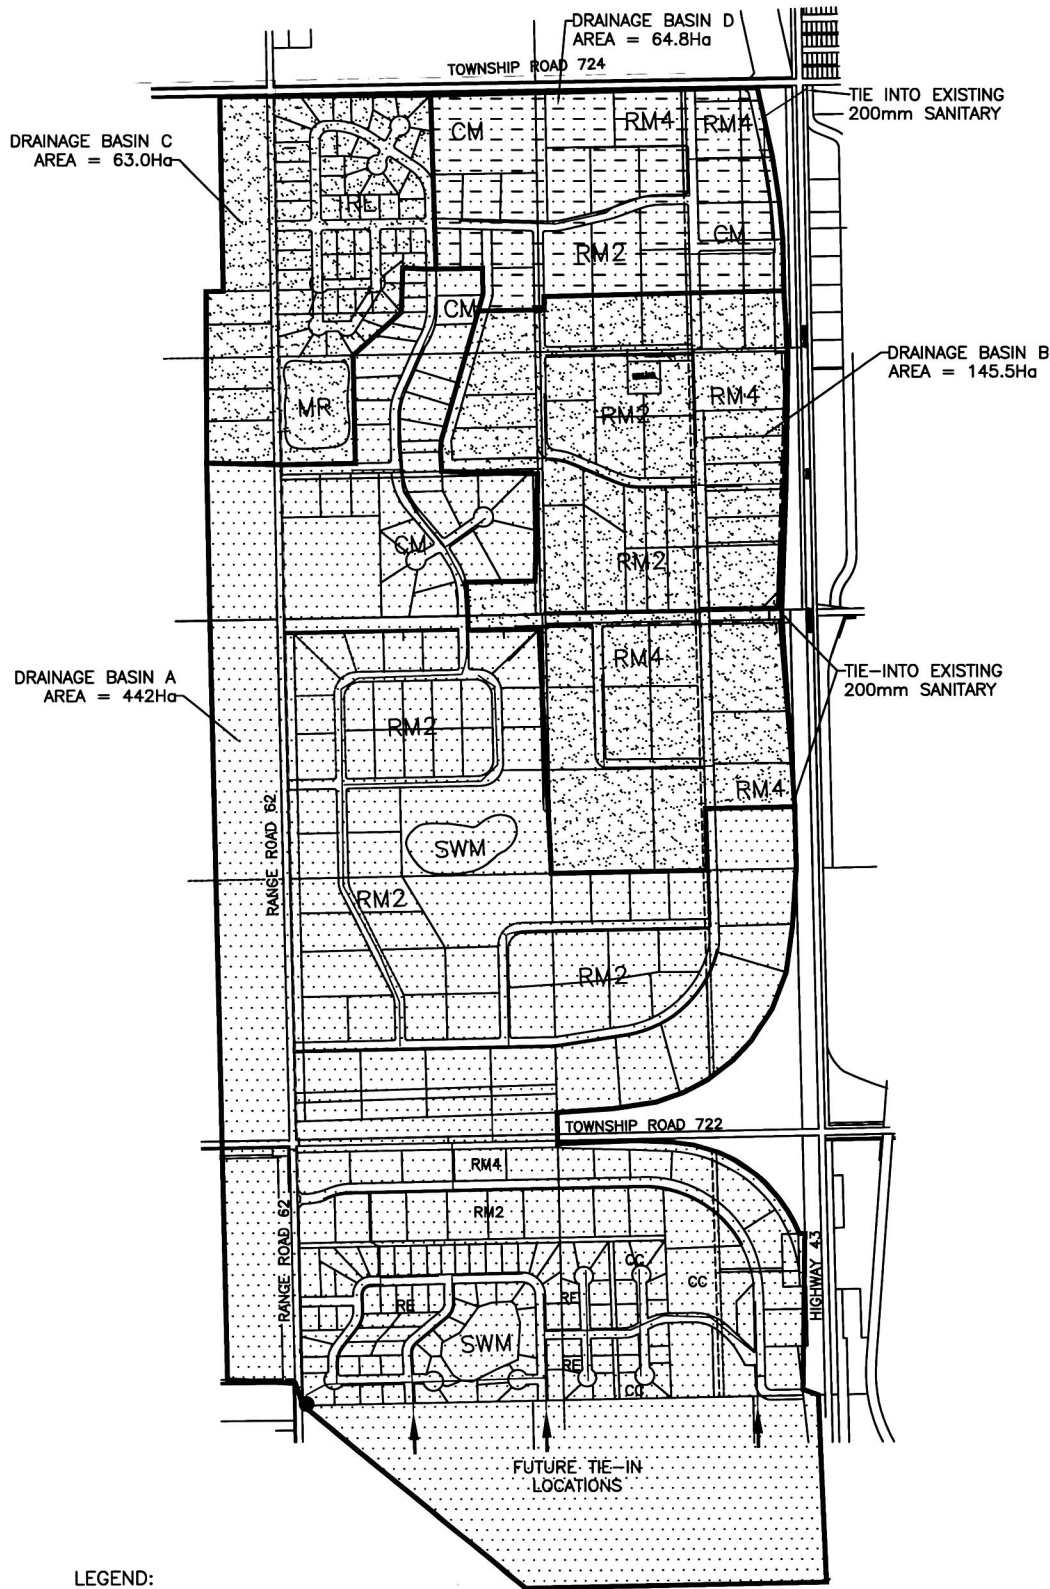 DRAINAGE BASIN D
AREA = 64.8Ha
TOWNSHIP ROAD 724
TIE INTO EXISTING
200mm SANITARY
DRAINAGE BASIN C
AREA = 63.0Ha
CM
RM4
RM4
RE
CM
RM2
CM
DRAINAGE BASIN B
AREA = 145.5Ha
MR
RM2
RM4
CM
RM2
DRAINAGE BASIN A
AREA = 442Ha
RM4
TIE-INTO EXISTING
200mm SANITARY
RM2
RM4
RANGE ROAD 62
SWM
RM2
RM2
TOWNSHIP ROAD 722
RM4
RANGE ROAD 62
RM2
HIGHWAY 43
CC
CC
RE
RE
SWM
RE
CC
FUTURE TIE-IN
LOCATIONS
LEGEND: